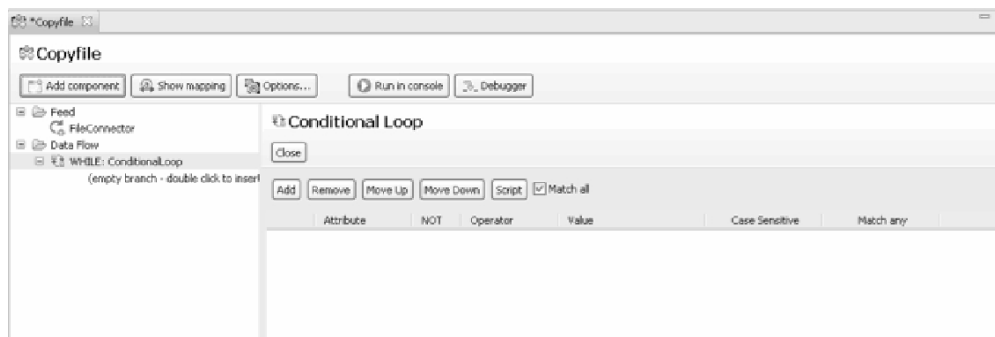 *Copyfile
Copyfile
Add component Show mapping Options... Run in console Debugger
Feed
FileConnector
Data Flow
WHILE: ConditionalLoop
(empty branch - double click to insert
Conditional Loop
Close
Add Remove Move Up Move Down Script Match all
Attribute NOT Operator Value Case Sensitive Match any